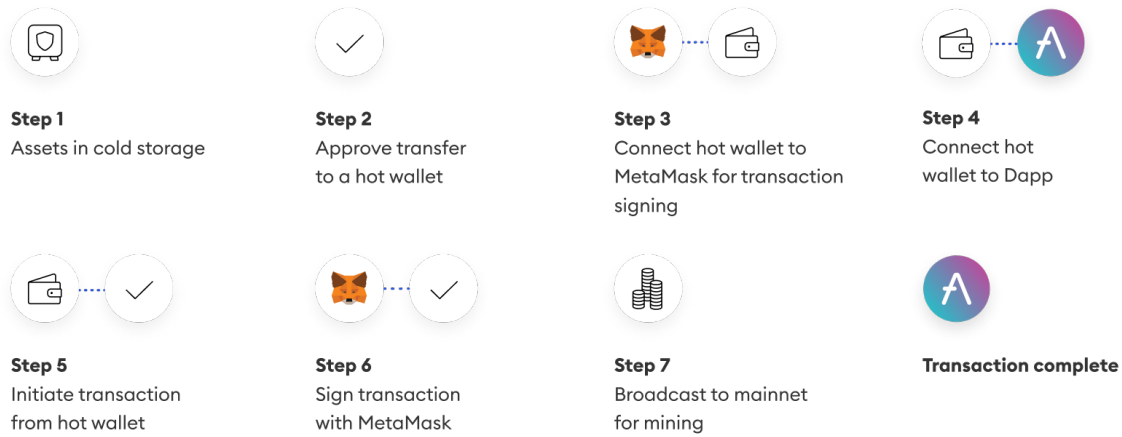 Step 1
Assets in cold storage
Step 2
Approve transfer
to a hot wallet
Step 3
Connect hot wallet to
MetaMask for transaction
signing
Step 4
Connect hot
wallet to Dapp
Step 5
Initiate transaction
from hot wallet
Step 6
Sign transaction
with MetaMask
Step 7
Broadcast to mainnet
for mining
Transaction complete